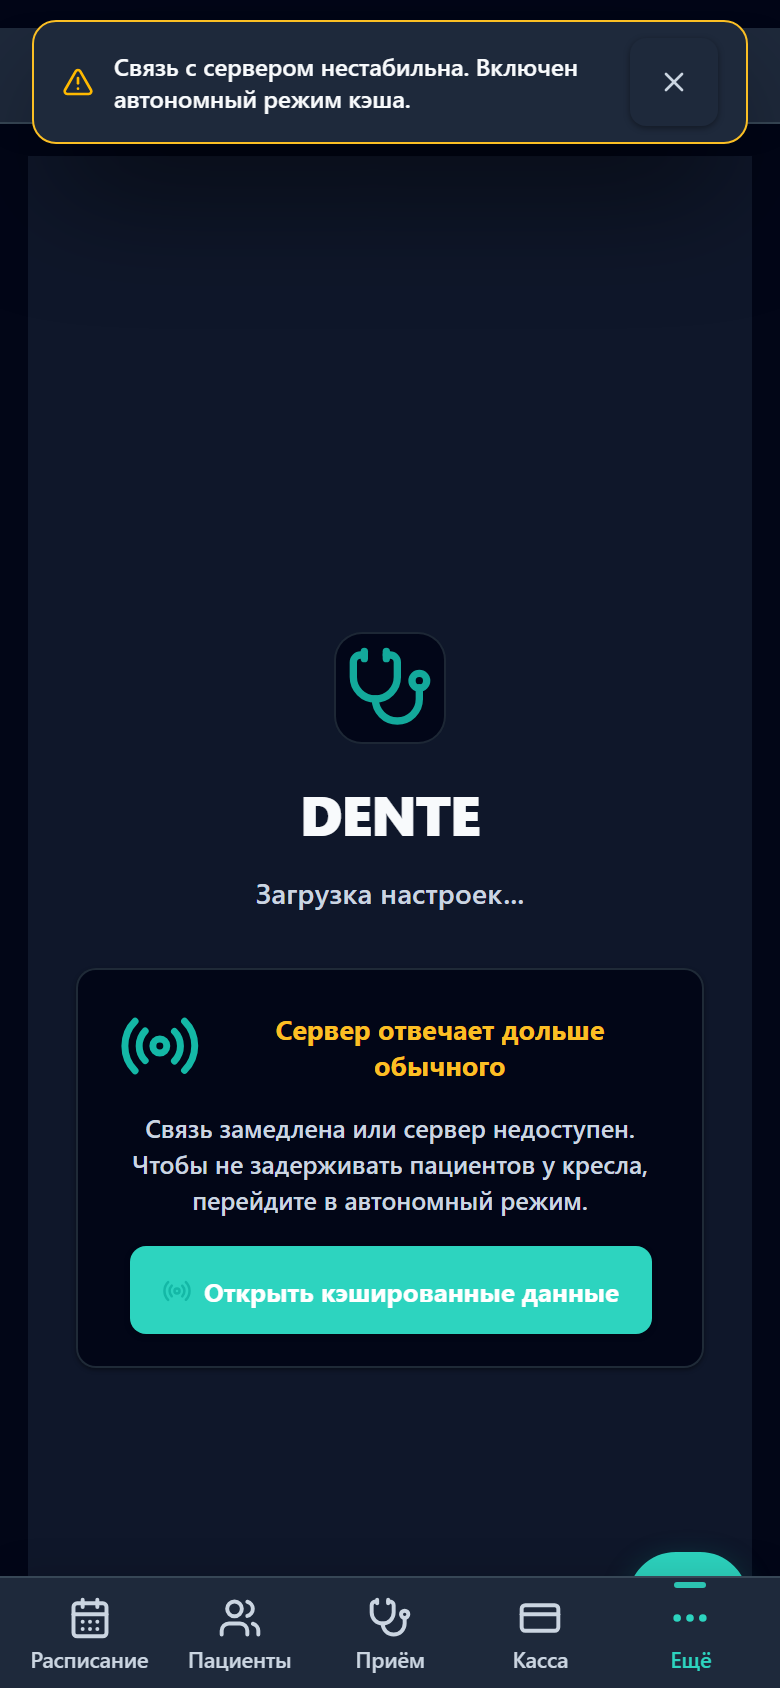 Связь с сервером нестабильна. Включен
автономный режим кэша.
DENTE
Загрузка настроек...
Сервер отвечает дольше
обычного
Связь замедлена или сервер недоступен.
Чтобы не задерживать пациентов у кресла,
перейдите в автономный режим.
Открыть кэшированные данные
Расписание
Пациенты
Приём
Касса
Ещё